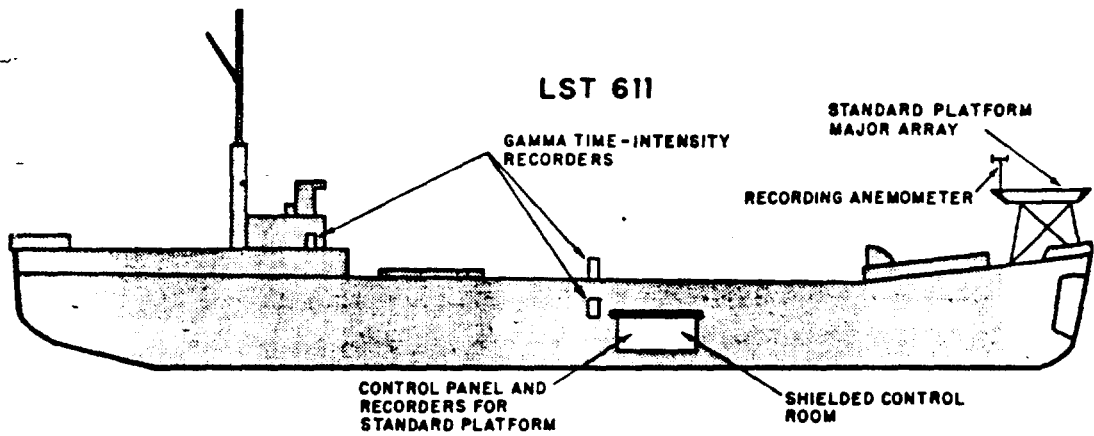 LST 611
GAMMA TIME-INTENSITY
RECORDERS
STANDARD PLATFORM
MAJOR ARRAY
RECORDING ANEMOMETER
CONTROL PANEL AND
RECORDERS FOR
STANDARD PLATFORM
SHIELDED CONTROL
ROOM